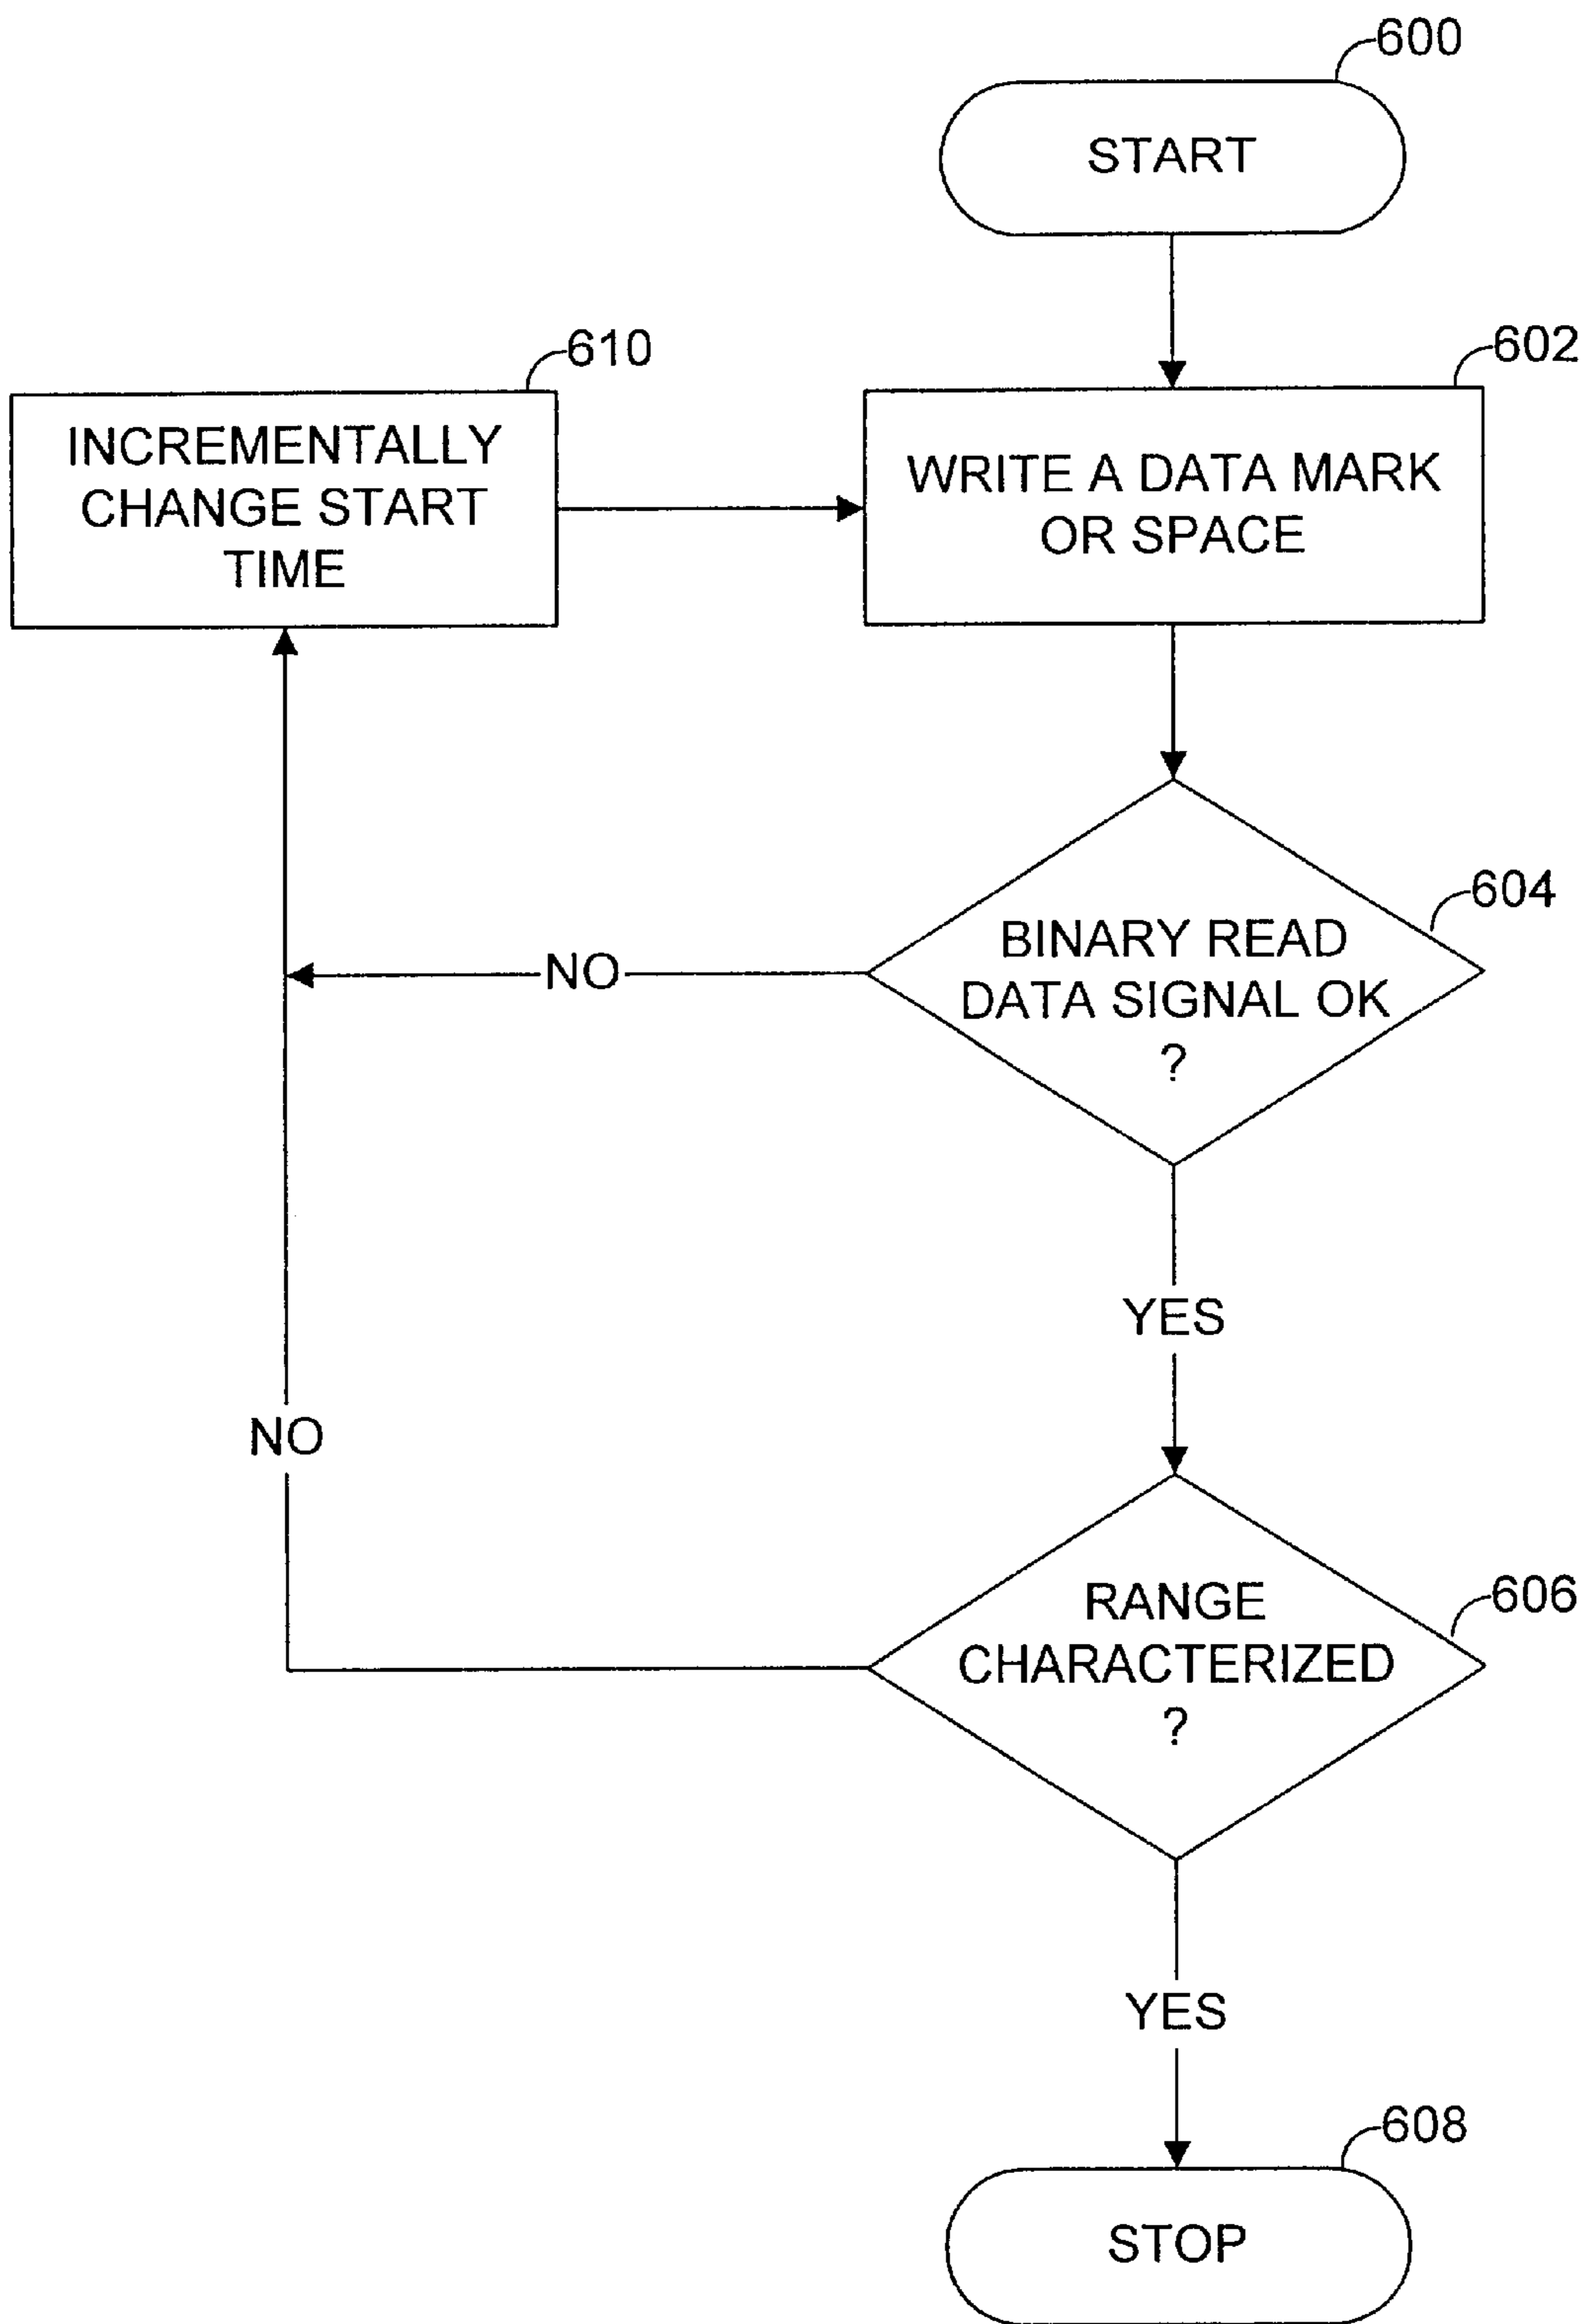 600
START
610
602
INCREMENTALLY
CHANGE START
TIME
WRITE A DATA MARK
OR SPACE
604
BINARY READ
DATA SIGNAL OK
?
NO
YES
NO
606
RANGE
CHARACTERIZED
?
YES
608
STOP